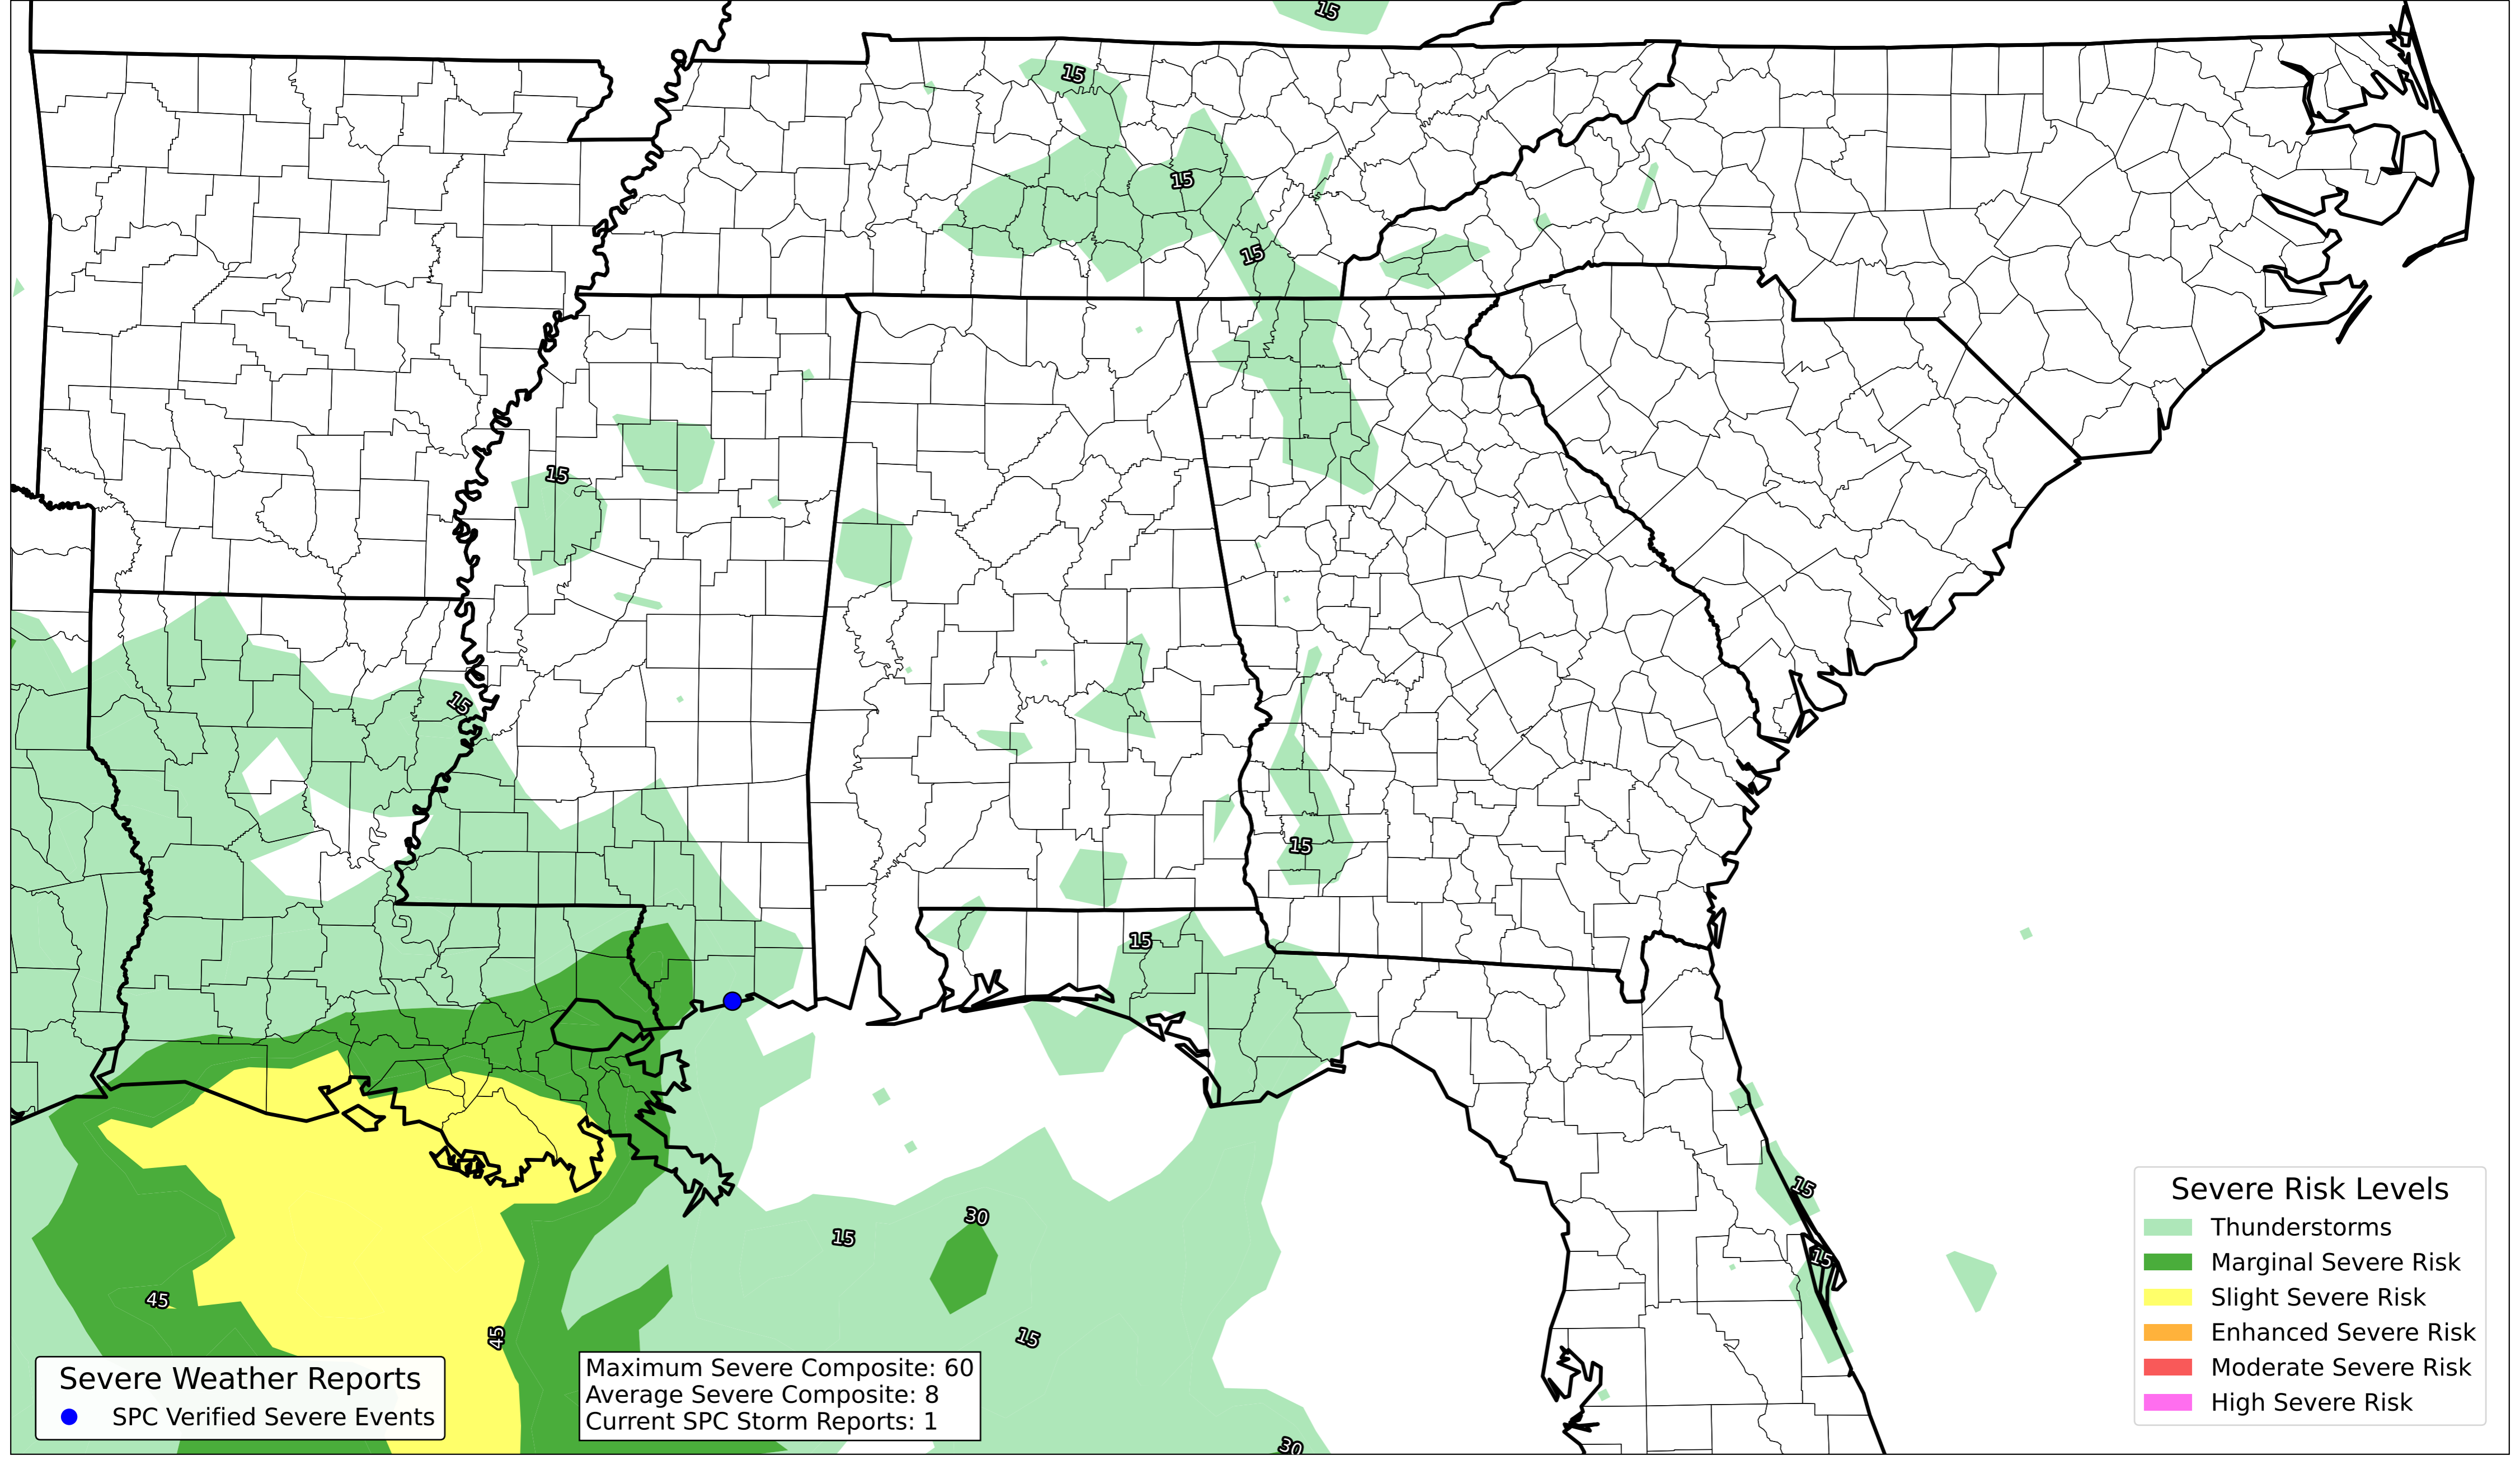 15
15
15
15
15
15
15
15
15
30
15
15
45
45
15
30
Severe Risk Levels
Thunderstorms
Marginal Severe Risk
Slight Severe Risk
Enhanced Severe Risk
Moderate Severe Risk
High Severe Risk
Severe Weather Reports
SPC Verified Severe Events
Maximum Severe Composite: 60
Average Severe Composite: 8
Current SPC Storm Reports: 1